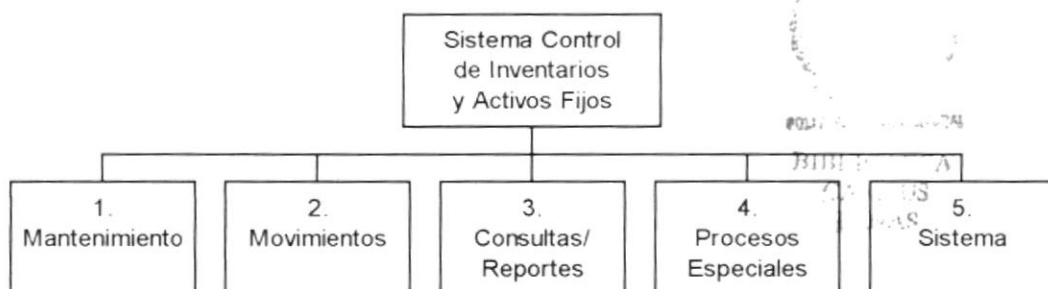 Sistema Control
de Inventarios
y Activos Fijos
1.
Mantenimiento
2.
Movimientos
3.
Consultas/
Reportes
4.
Procesos
Especiales
5.
Sistema